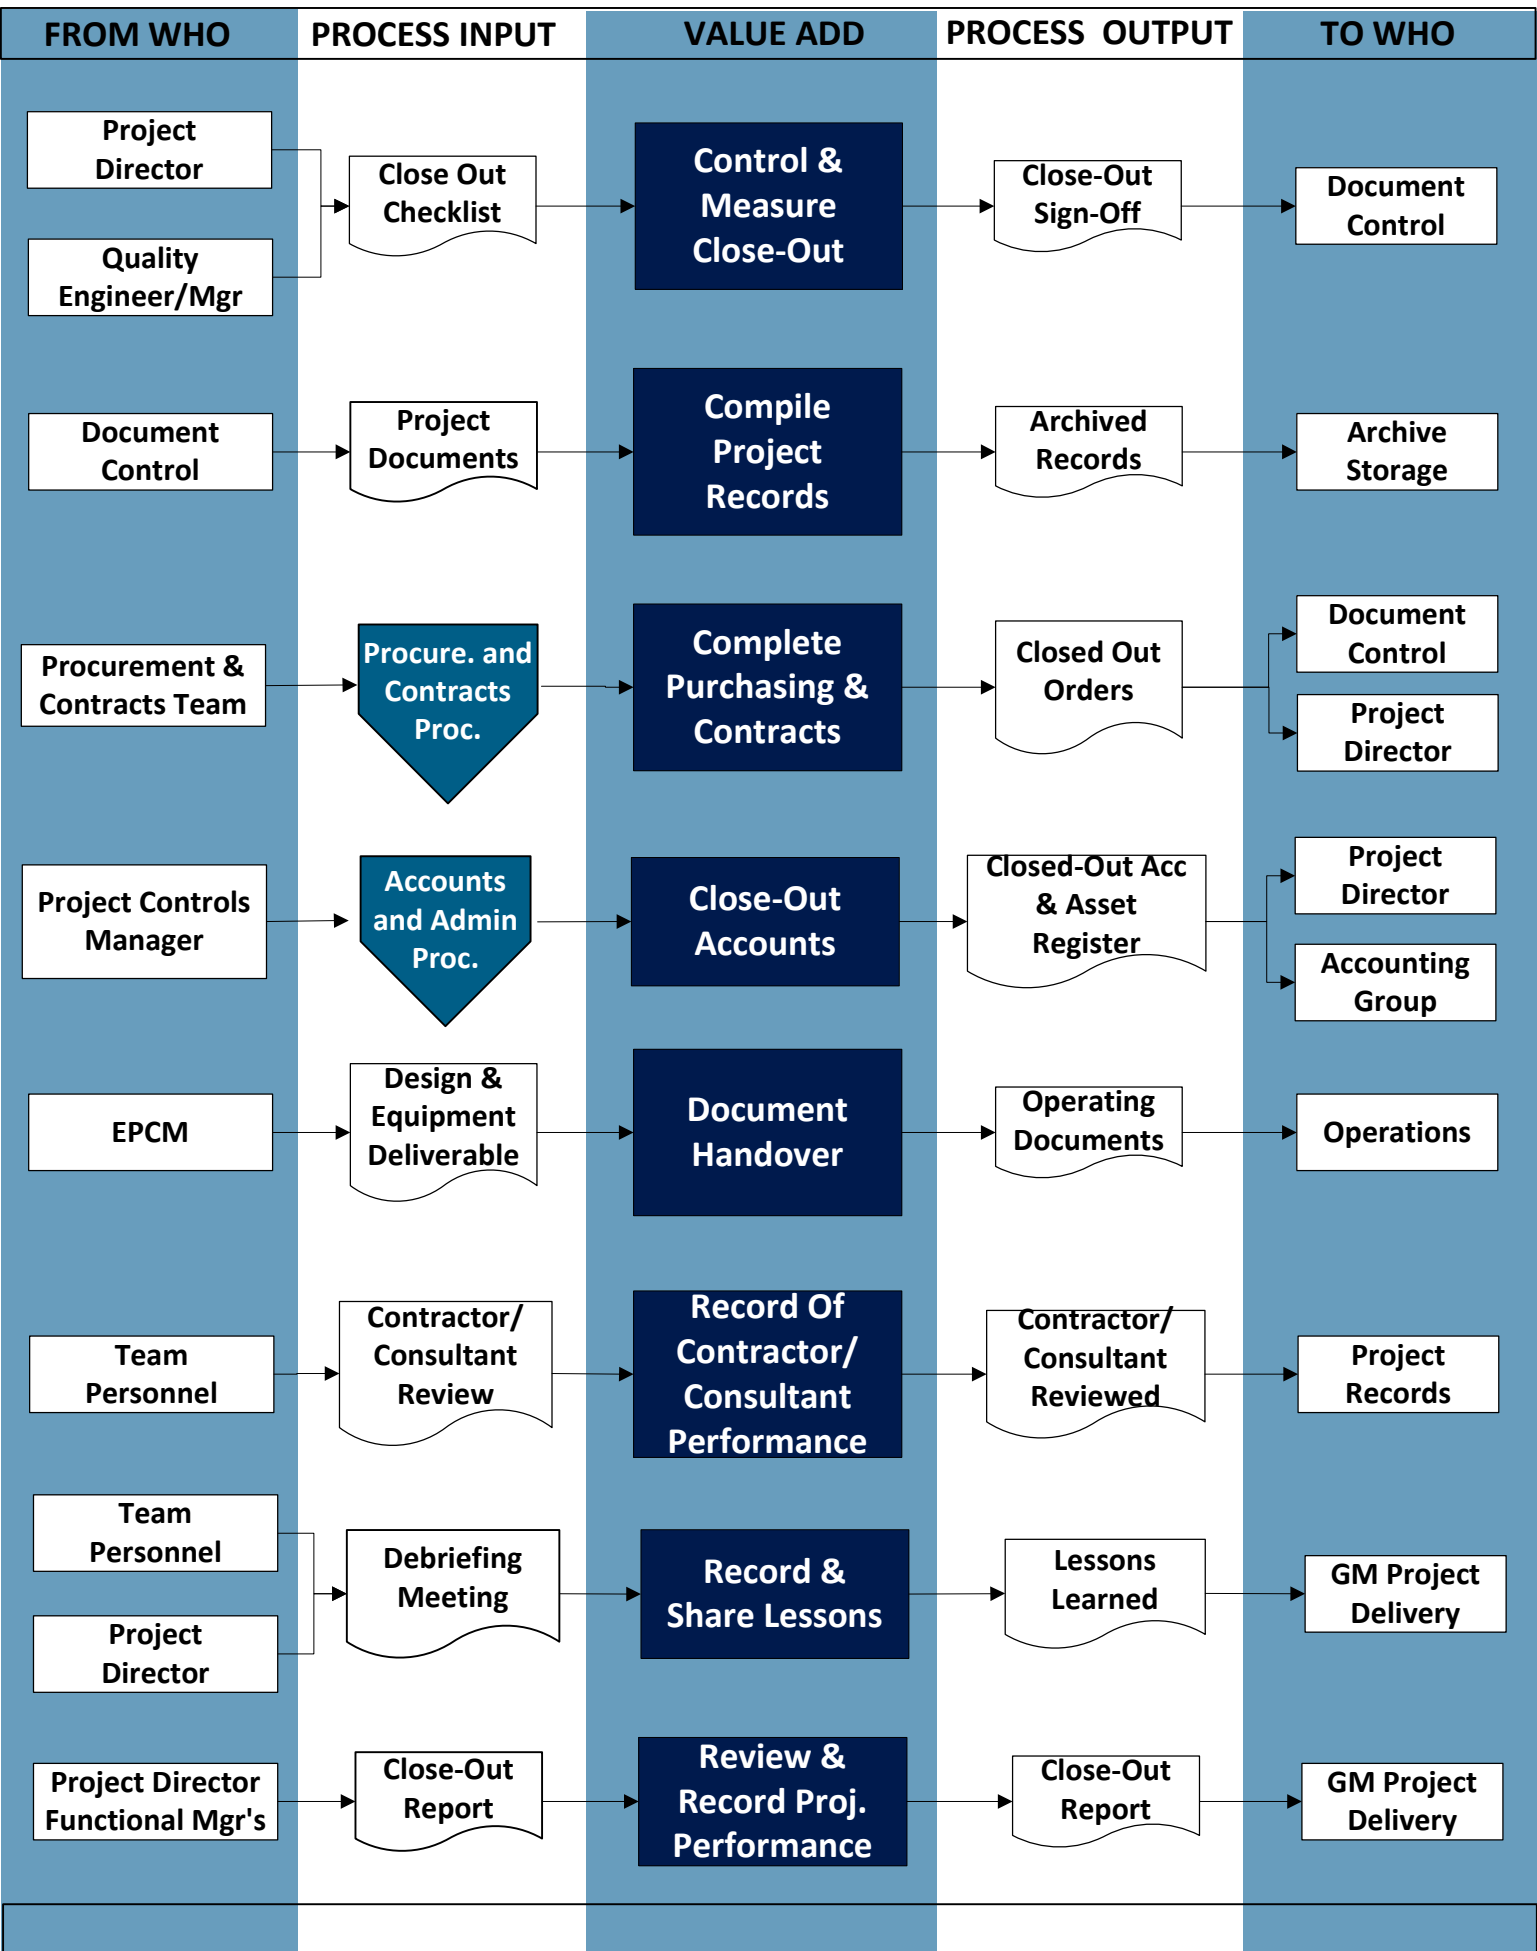 FROM WHO
PROCESS INPUT
VALUE ADD
PROCESS OUTPUT
TO WHO
Project
Director
Quality
Engineer/Mgr
Close Out
Checklist
Control &
Measure
Close-Out
Close-Out
Sign-Off
Document
Control
Document
Control
Project
Documents
Compile
Project
Records
Archived
Records
Archive
Storage
Procurement &
Contracts Team
Procure. and
Contracts
Proc.
Complete
Purchasing &
Contracts
Closed Out
Orders
Document
Control
Project
Director
Project Controls
Manager
Accounts
and Admin
Proc.
Close-Out
Accounts
Closed-Out Acc
& Asset
Register
Project
Director
Accounting
Group
EPCM
Design &
Equipment
Deliverable
Document
Handover
Operating
Documents
Operations
Team
Personnel
Contractor/
Consultant
Review
Record Of
Contractor/
Consultant
Performance
Contractor/
Consultant
Reviewed
Project
Records
Team
Personnel
Project
Director
Debriefing
Meeting
Record &
Share Lessons
Lessons
Learned
GM Project
Delivery
Project Director
Functional Mgr's
Close-Out
Report
Review &
Record Proj.
Performance
Close-Out
Report
GM Project
Delivery